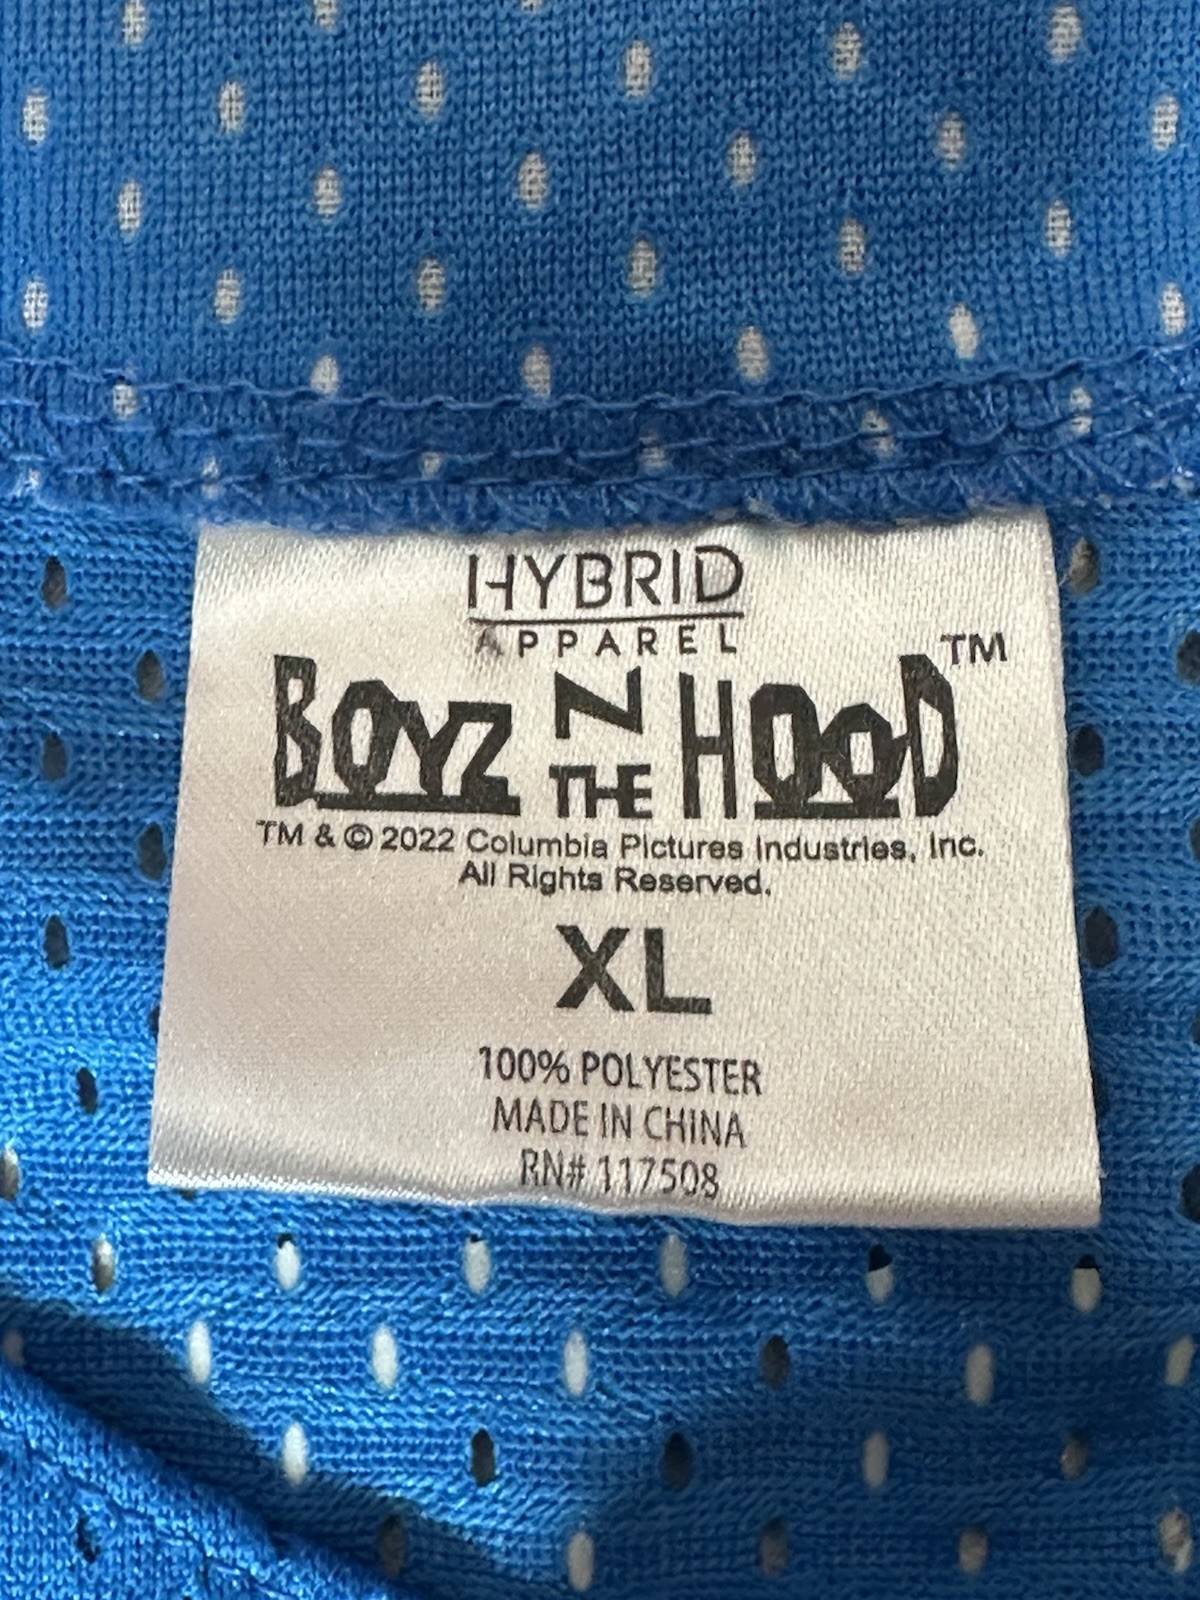 HYBRID
APPAREL
BOYZ N THE HOOD™
TM & © 2022 Columbia Pictures Industries, Inc.
All Rights Reserved.
XL
100% POLYESTER
MADE IN CHINA
RN# 117508